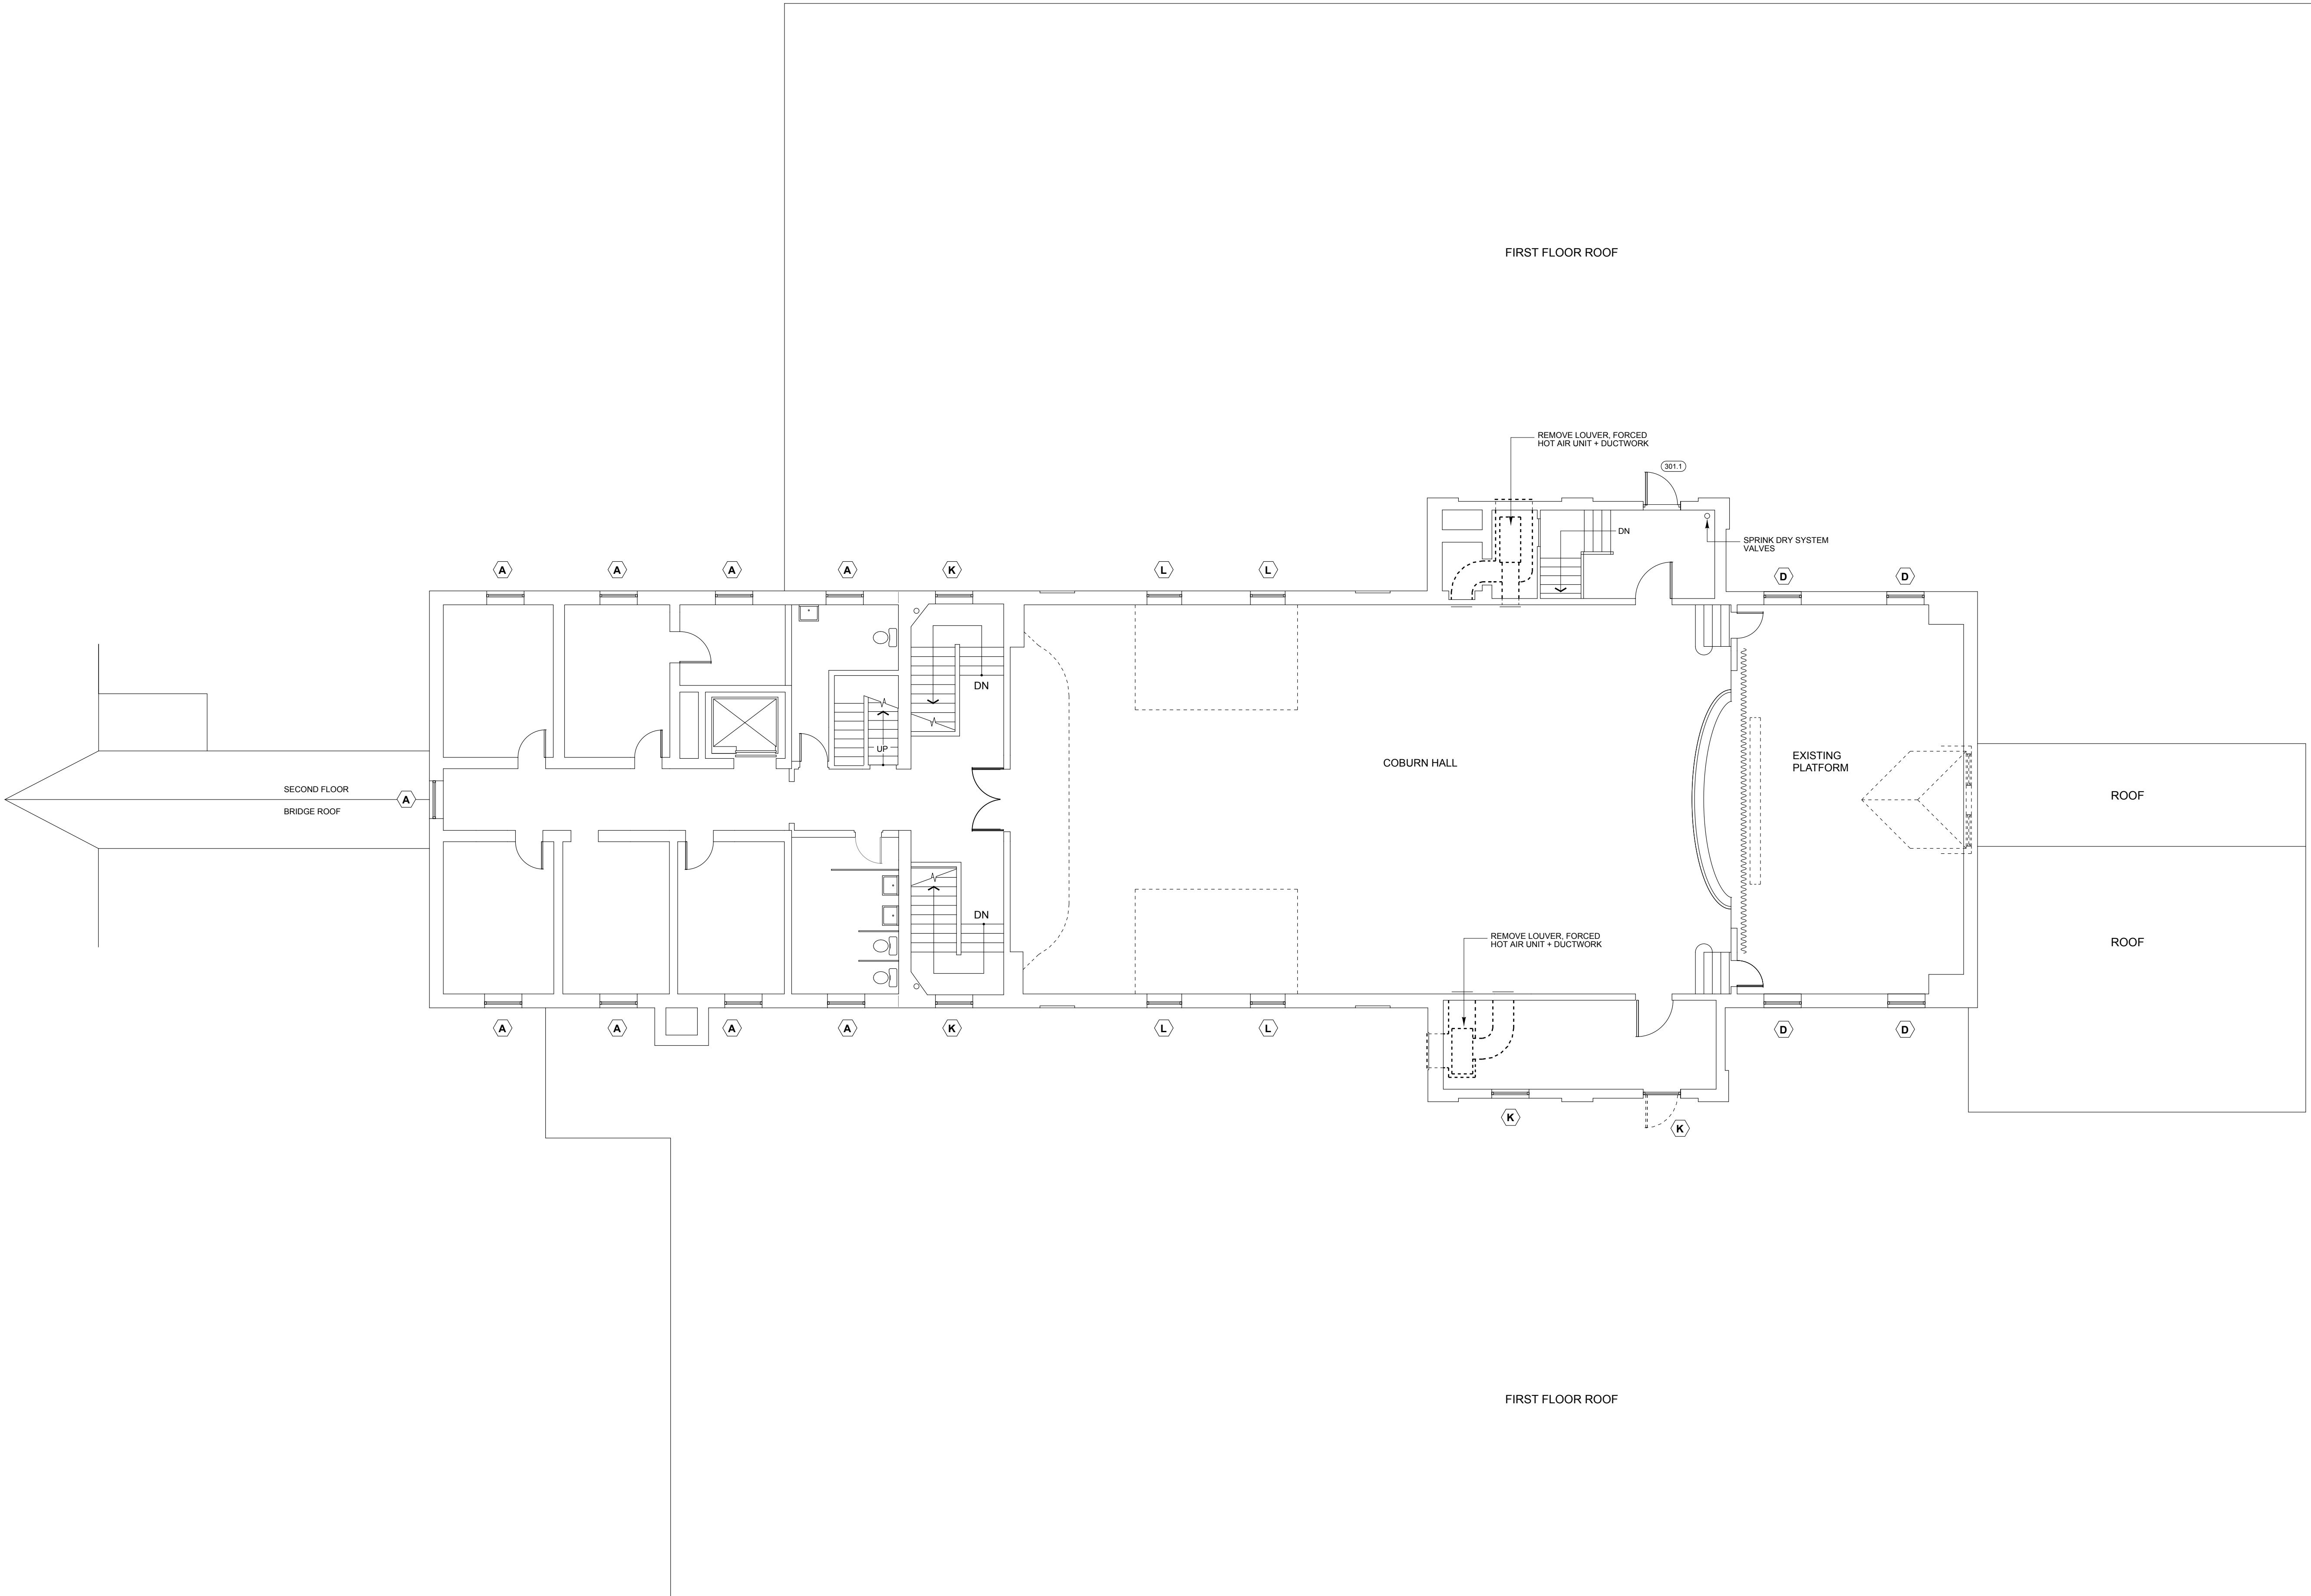 FIRST FLOOR ROOF
REMOVE LOUVER, FORCED
HOT AIR UNIT + DUCTWORK
301.1
DN
SPRINK DRY SYSTEM
VALVES
A
A
A
A
K
L
L
D
D
DN
UP
COBURN HALL
EXISTING
PLATFORM
SECOND FLOOR
A
BRIDGE ROOF
ROOF
DN
REMOVE LOUVER, FORCED
HOT AIR UNIT + DUCTWORK
ROOF
A
A
A
A
K
L
L
D
D
K
K
FIRST FLOOR ROOF